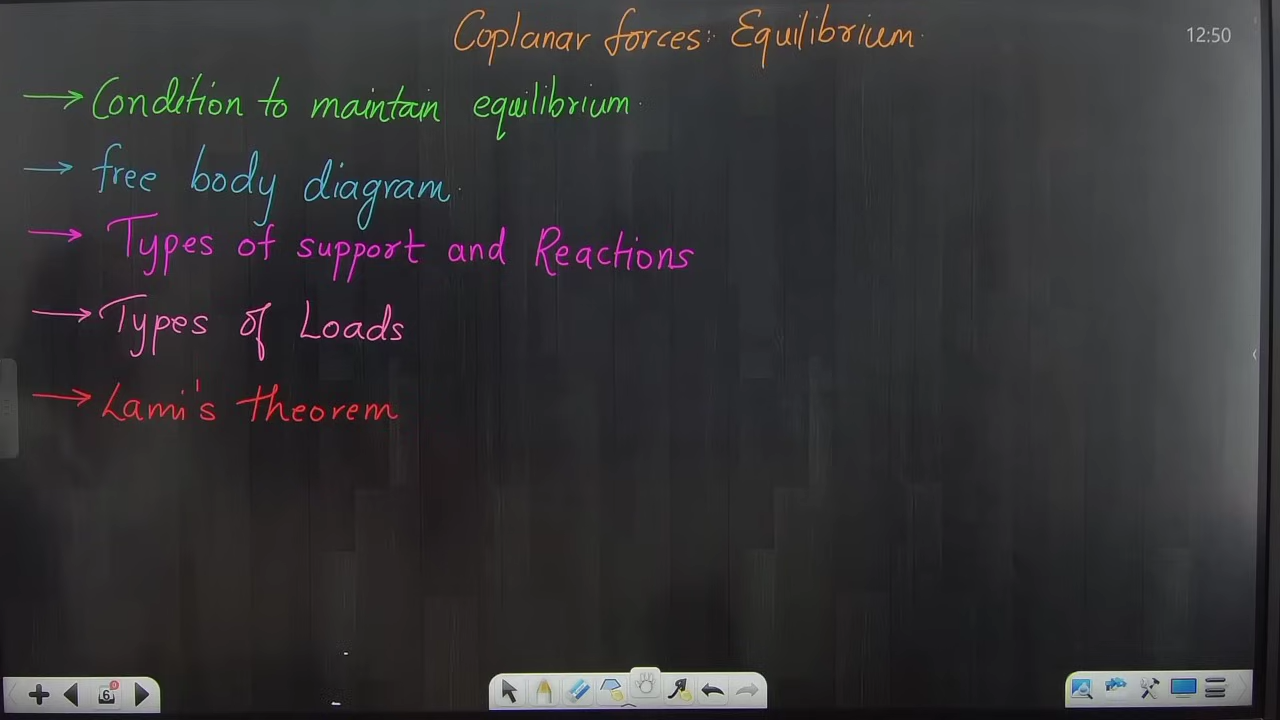 Coplanar forces: Equilibrium
12:50
→ Condition to maintain equilibrium.
→ free body diagram.
→ Types of support and Reactions
→ Types of Loads
→ Lami's theorem
6